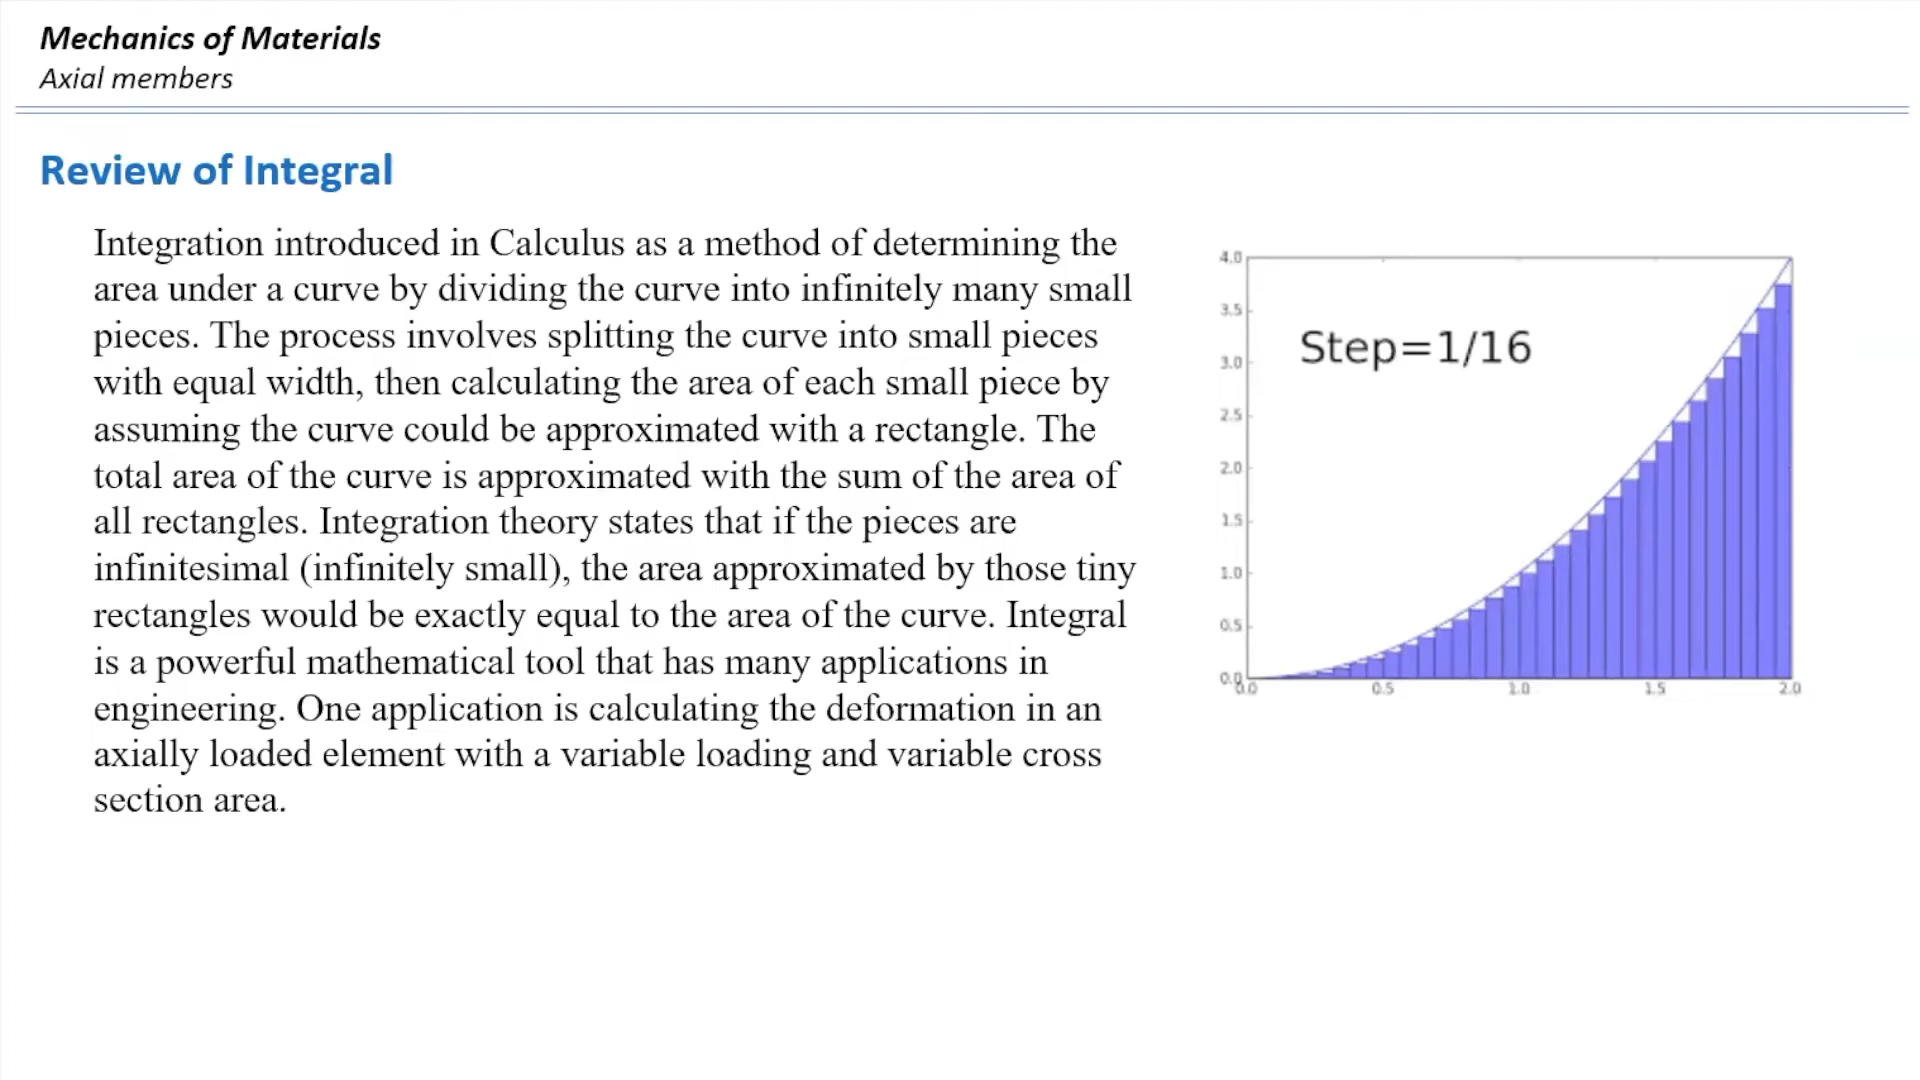 Mechanics of Materials
Axial members
Review of Integral
Integration introduced in Calculus as a method of determining the
area under a curve by dividing the curve into infinitely many small
pieces. The process involves splitting the curve into small pieces
with equal width, then calculating the area of each small piece by
assuming the curve could be approximated with a rectangle. The
total area of the curve is approximated with the sum of the area of
all rectangles. Integration theory states that if the pieces are
infinitesimal (infinitely small), the area approximated by those tiny
rectangles would be exactly equal to the area of the curve. Integral
is a powerful mathematical tool that has many applications in
engineering. One application is calculating the deformation in an
axially loaded element with a variable loading and variable cross
section area.
4.0
3.5
Step=1/16
3.0
2.5
2.0
1.5
1.0
0.5
0.0
0.0 0.5 1.0 1.5 2.0